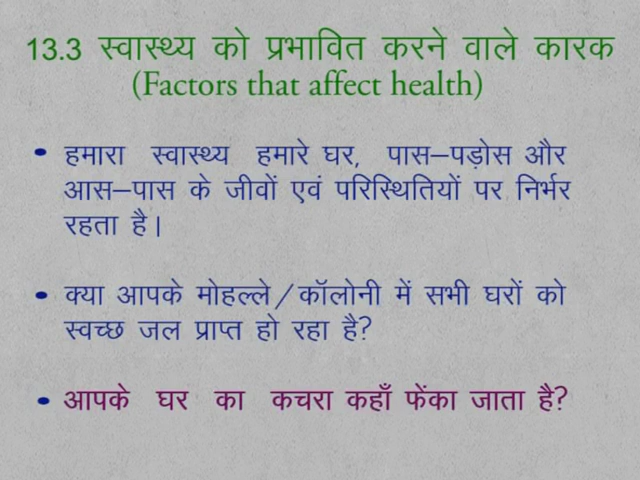 13.3 स्वास्थ्य को प्रभावित करने वाले कारक
(Factors that affect health)
• हमारा स्वास्थ्य हमारे घर, पास–पड़ोस और
आस–पास के जीवों एवं परिस्थितियों पर निर्भर
रहता है।
• क्या आपके मोहल्ले/कॉलोनी में सभी घरों को
स्वच्छ जल प्राप्त हो रहा है?
• आपके घर का कचरा कहाँ फेंका जाता है?